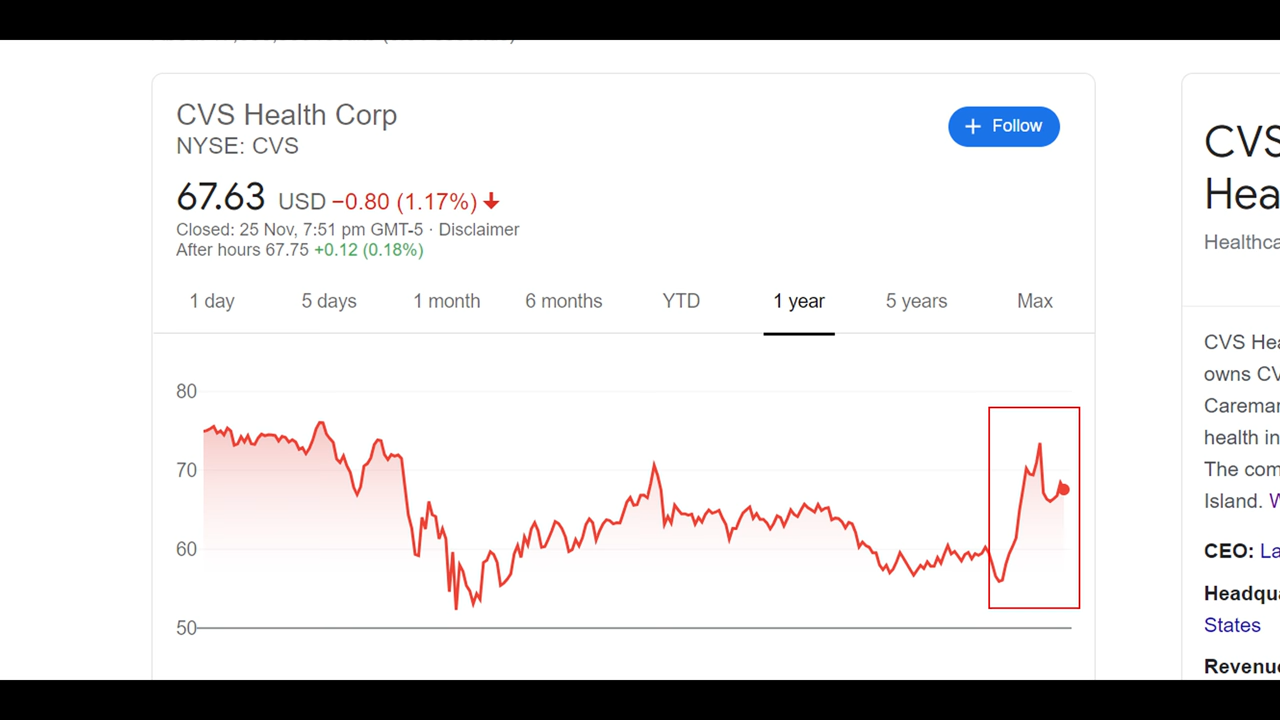 CVS Health Corp
NYSE: CVS
+ Follow
67.63 USD −0.80 (1.17%)
Closed: 25 Nov, 7:51 pm GMT-5 · Disclaimer
After hours 67.75 +0.12 (0.18%)
1 day 5 days 1 month 6 months YTD 1 year 5 years Max
80
70
60
50
CVS
Hea
Healthca
CVS Hea
owns CV
Caremar
health in
The com
Island. W
CEO: La
Headqua
States
Revenue